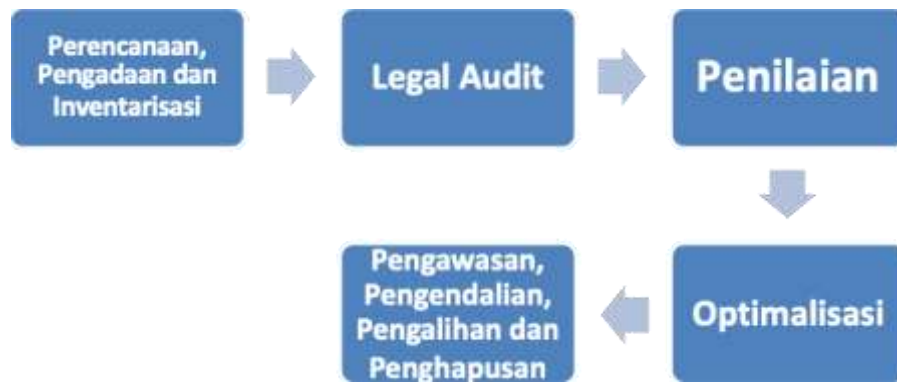 Perencanaan,
Pengadaan dan
Inventarisasi
Legal Audit
Penilaian
Optimalisasi
Pengawasan,
Pengendalian,
Pengalihan dan
Penghapusan